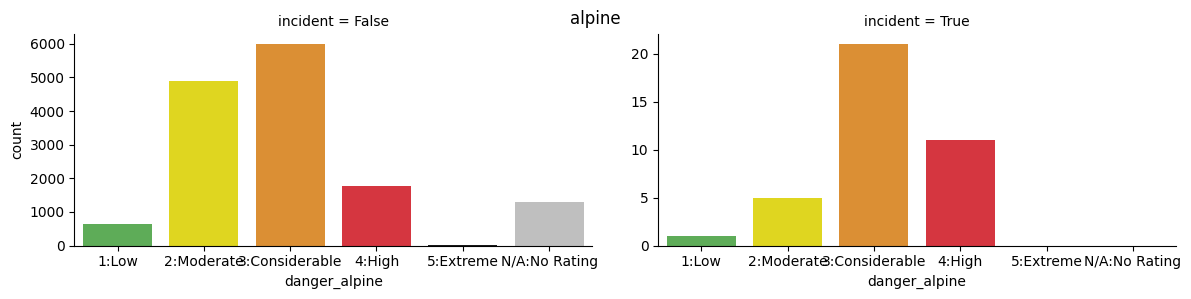 alpine
incident = False
6000
5000
4000
3000
2000
1000
0
count
1:Low 2:Moderate 3:Considerable 4:High 5:Extreme N/A:No Rating
danger_alpine
incident = True
20
15
10
5
0
1:Low 2:Moderate 3:Considerable 4:High 5:Extreme N/A:No Rating
danger_alpine